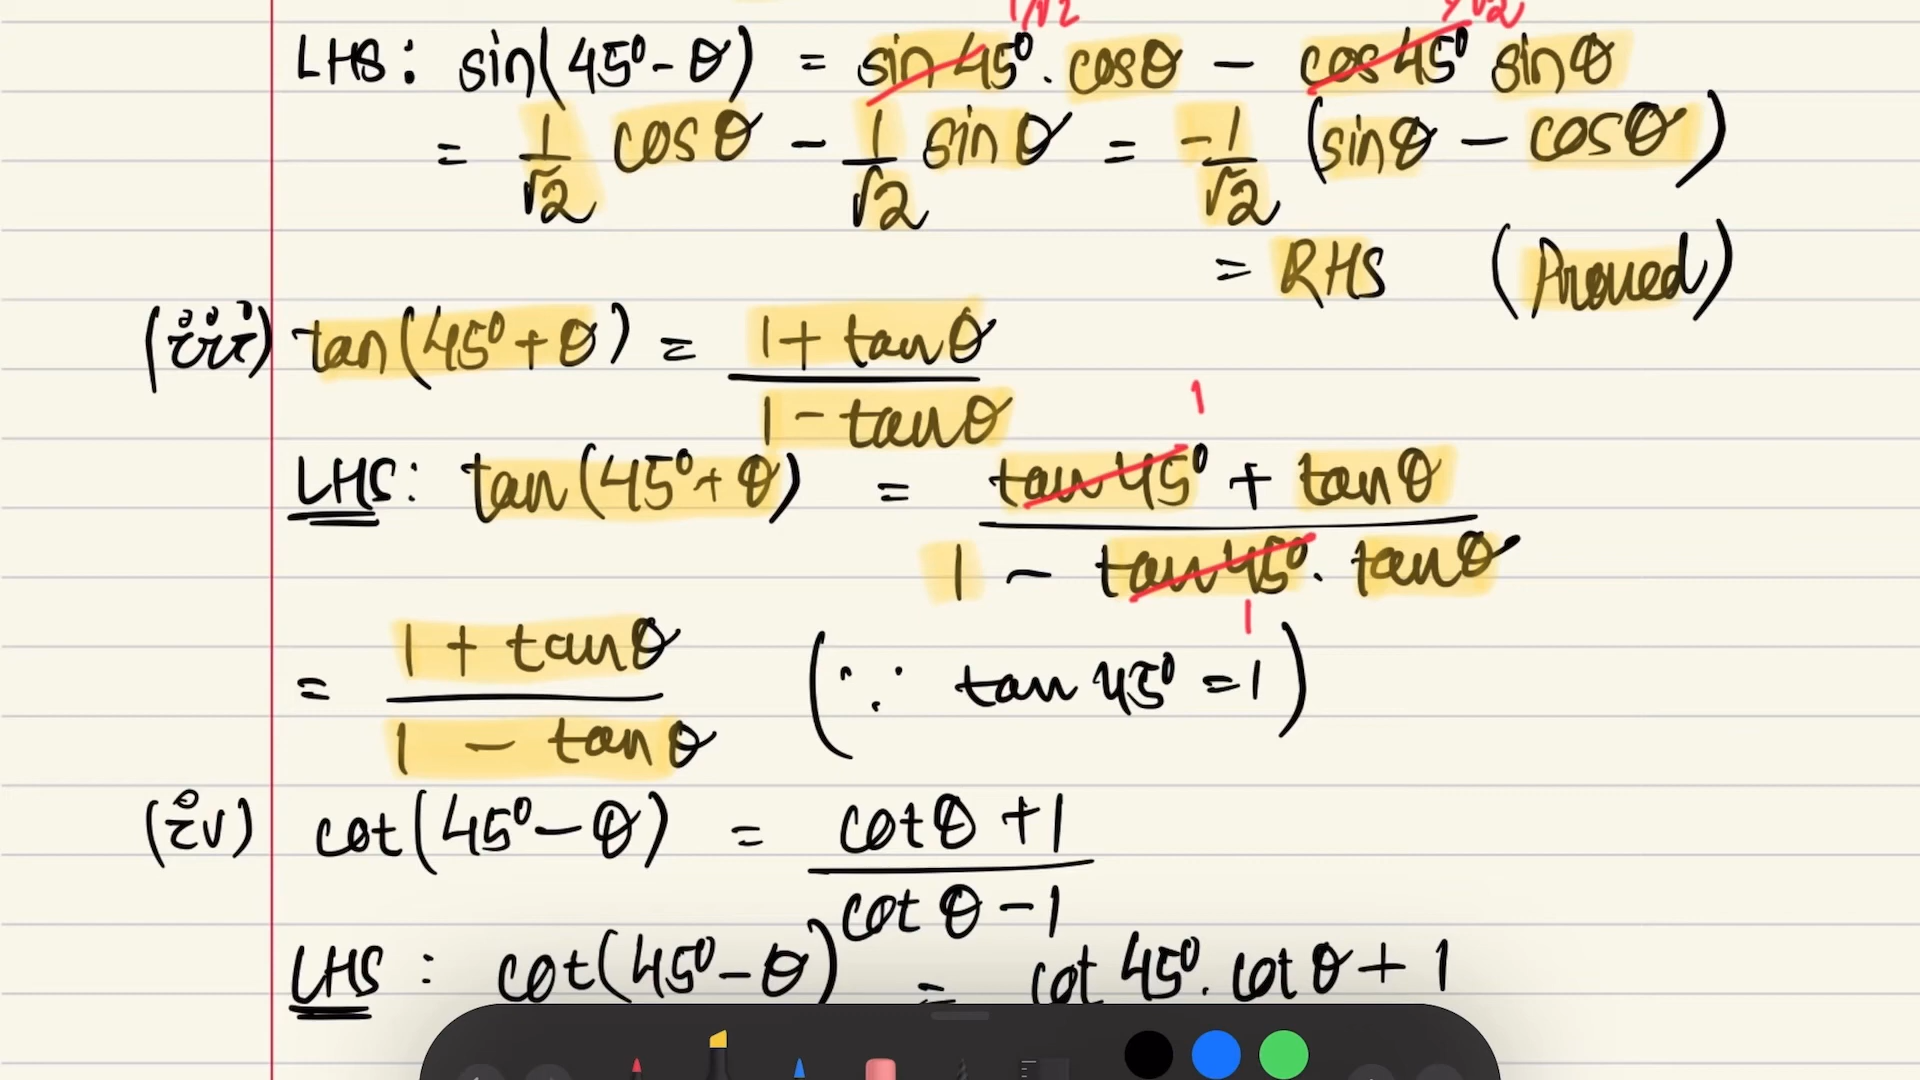 1/√2 1/√2
LHS: sin(45° - θ) = sin 45° . cosθ - cos 45° sinθ
= 1/√2 cosθ - 1/√2 sinθ = -1/√2 (sinθ - cosθ)
= RHS (Proved)
(iii) tan(45° + θ) = 1 + tanθ / 1 - tanθ
1
LHS: tan(45° + θ) = tan 45° + tanθ / 1 - tan 45° . tanθ
1
= 1 + tanθ / 1 - tanθ (∵ tan 45° = 1)
(iv) cot(45° - θ) = cotθ + 1 / cotθ - 1
LHS : cot(45° - θ) = cot 45° . cotθ + 1